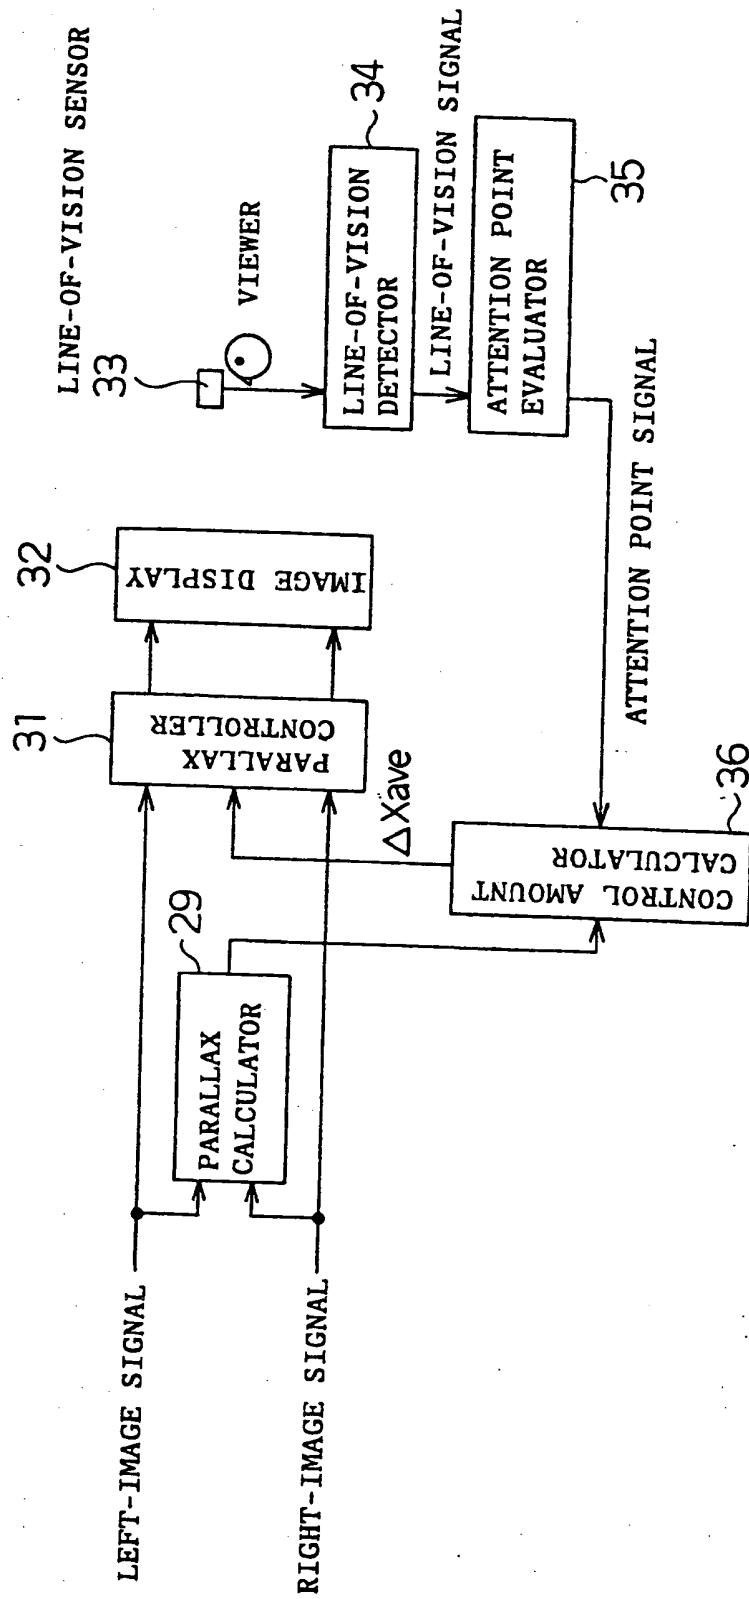 LEFT-IMAGE SIGNAL
RIGHT-IMAGE SIGNAL
29
PARALLAX
CALCULATOR
31
PARALLAX
CONTROLLER
32
IMAGE DISPLAY
ΔXave
36
CONTROL AMOUNT
CALCULATOR
LINE-OF-VISION SENSOR
33
VIEWER
34
LINE-OF-VISION
DETECTOR
LINE-OF-VISION SIGNAL
35
ATTENTION POINT
EVALUATOR
ATTENTION POINT SIGNAL